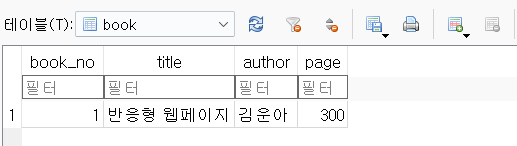 테이블(T): book
book_no title author page
필터 필터 필터 필터
1 1 반응형 웹페이지 김운아 300